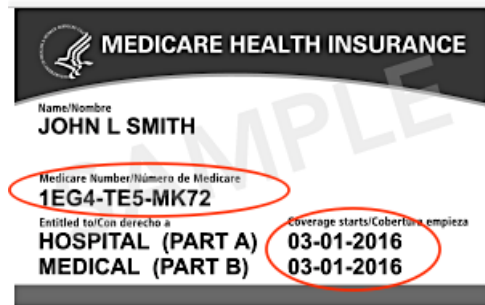 MEDICARE HEALTH INSURANCE
SAMPLE
Name/Nombre
JOHN L SMITH
Medicare Number/Número de Medicare
1EG4-TE5-MK72
Entitled to/Con derecho a Coverage starts/Cobertura empieza
HOSPITAL (PART A) 03-01-2016
MEDICAL (PART B) 03-01-2016